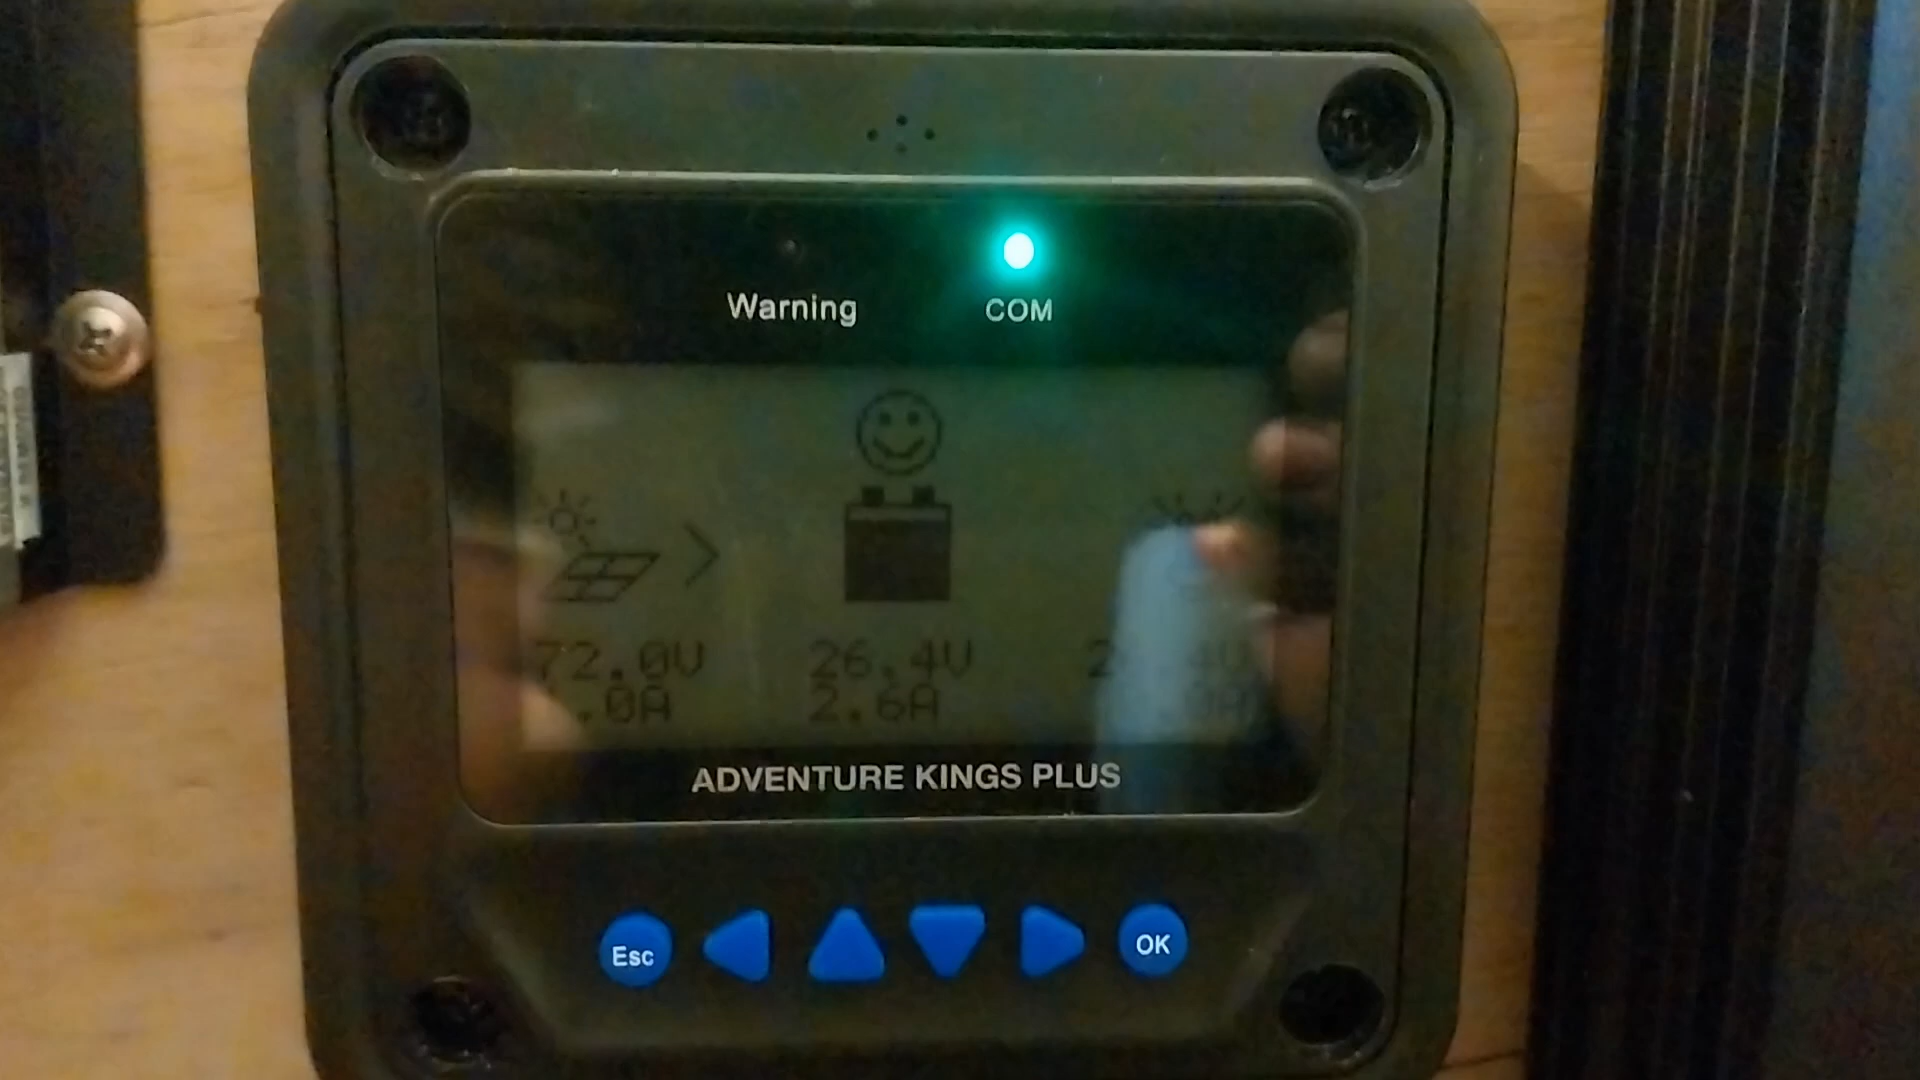 Warning COM
72.0V 26.4V
2.6A
ADVENTURE KINGS PLUS
Esc OK